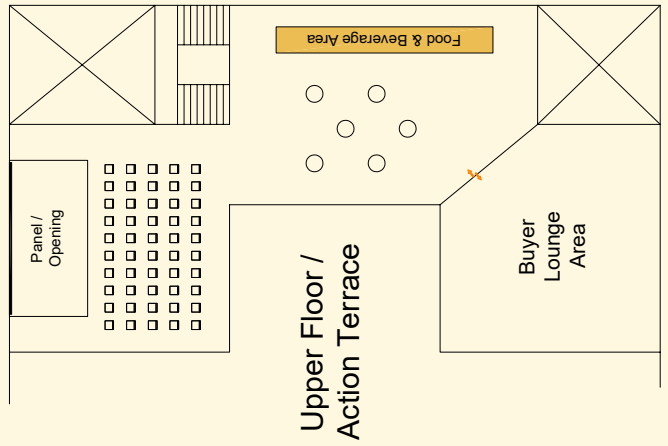 Food & Beverage Area
Panel /
Opening
Upper Floor /
Action Terrace
Buyer
Lounge
Area